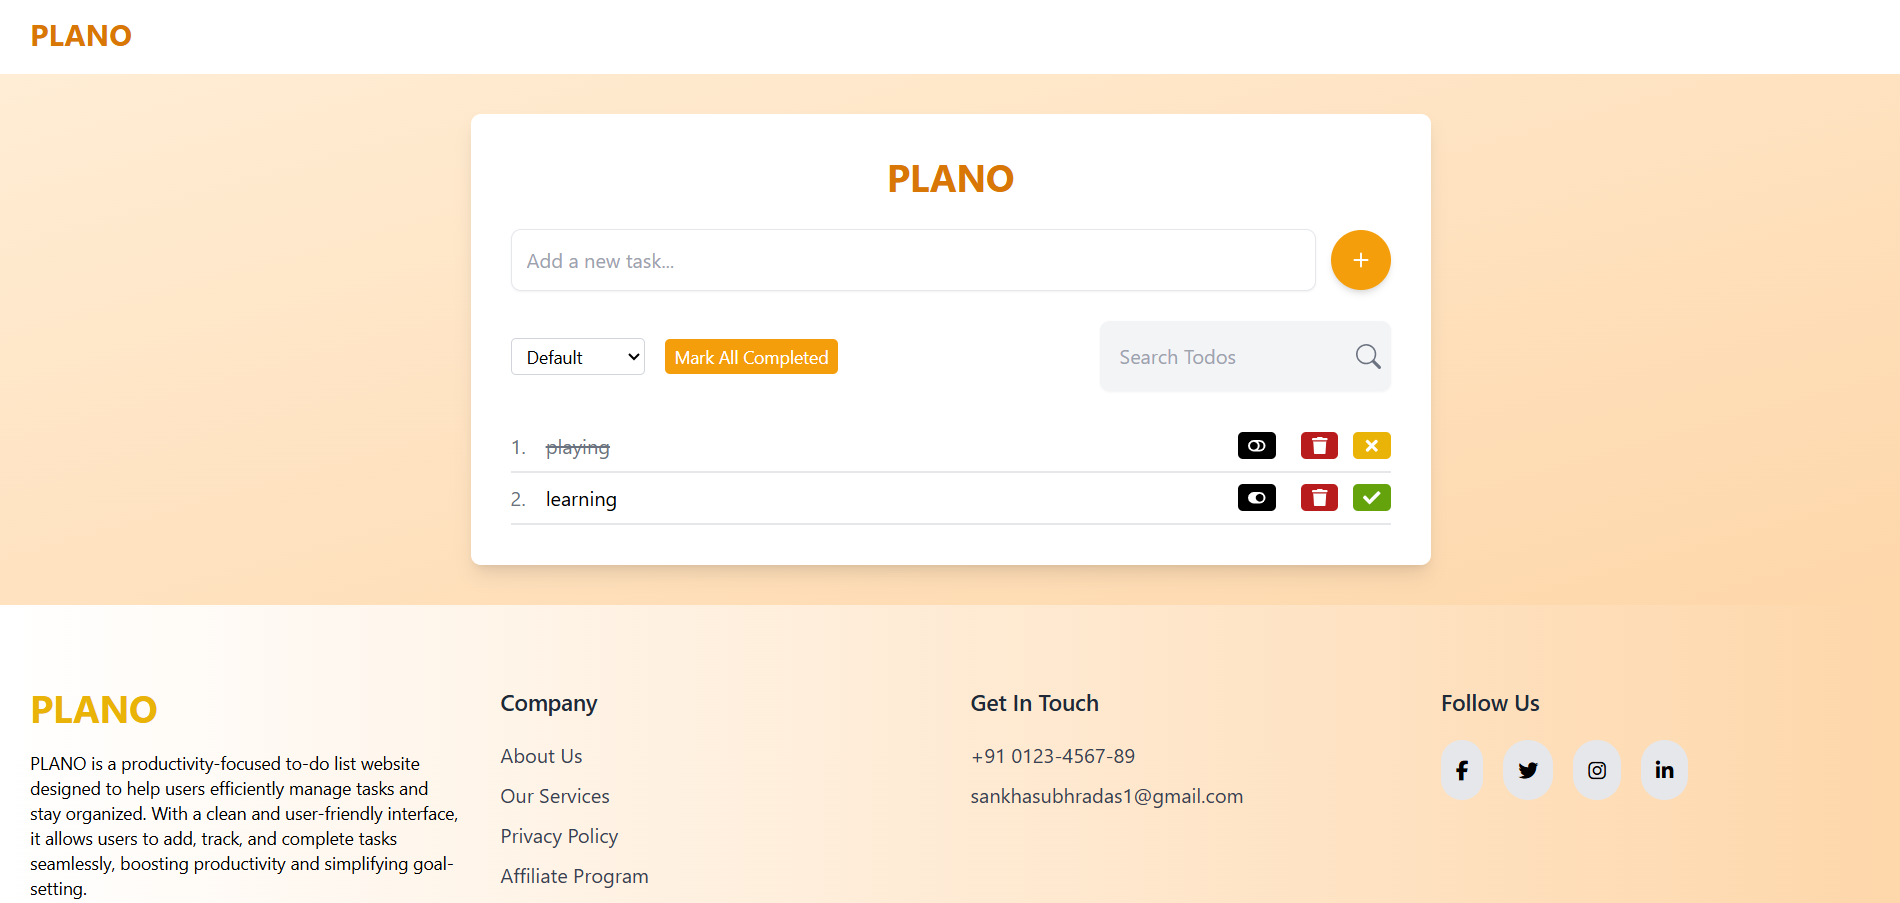 PLANO
PLANO
Add a new task...
Default
Mark All Completed
Search Todos
1. playing
2. learning
PLANO
PLANO is a productivity-focused to-do list website
designed to help users efficiently manage tasks and
stay organized. With a clean and user-friendly interface,
it allows users to add, track, and complete tasks
seamlessly, boosting productivity and simplifying goal-
setting.
Company
About Us
Our Services
Privacy Policy
Affiliate Program
Get In Touch
+91 0123-4567-89
sankhasubhradas1@gmail.com
Follow Us